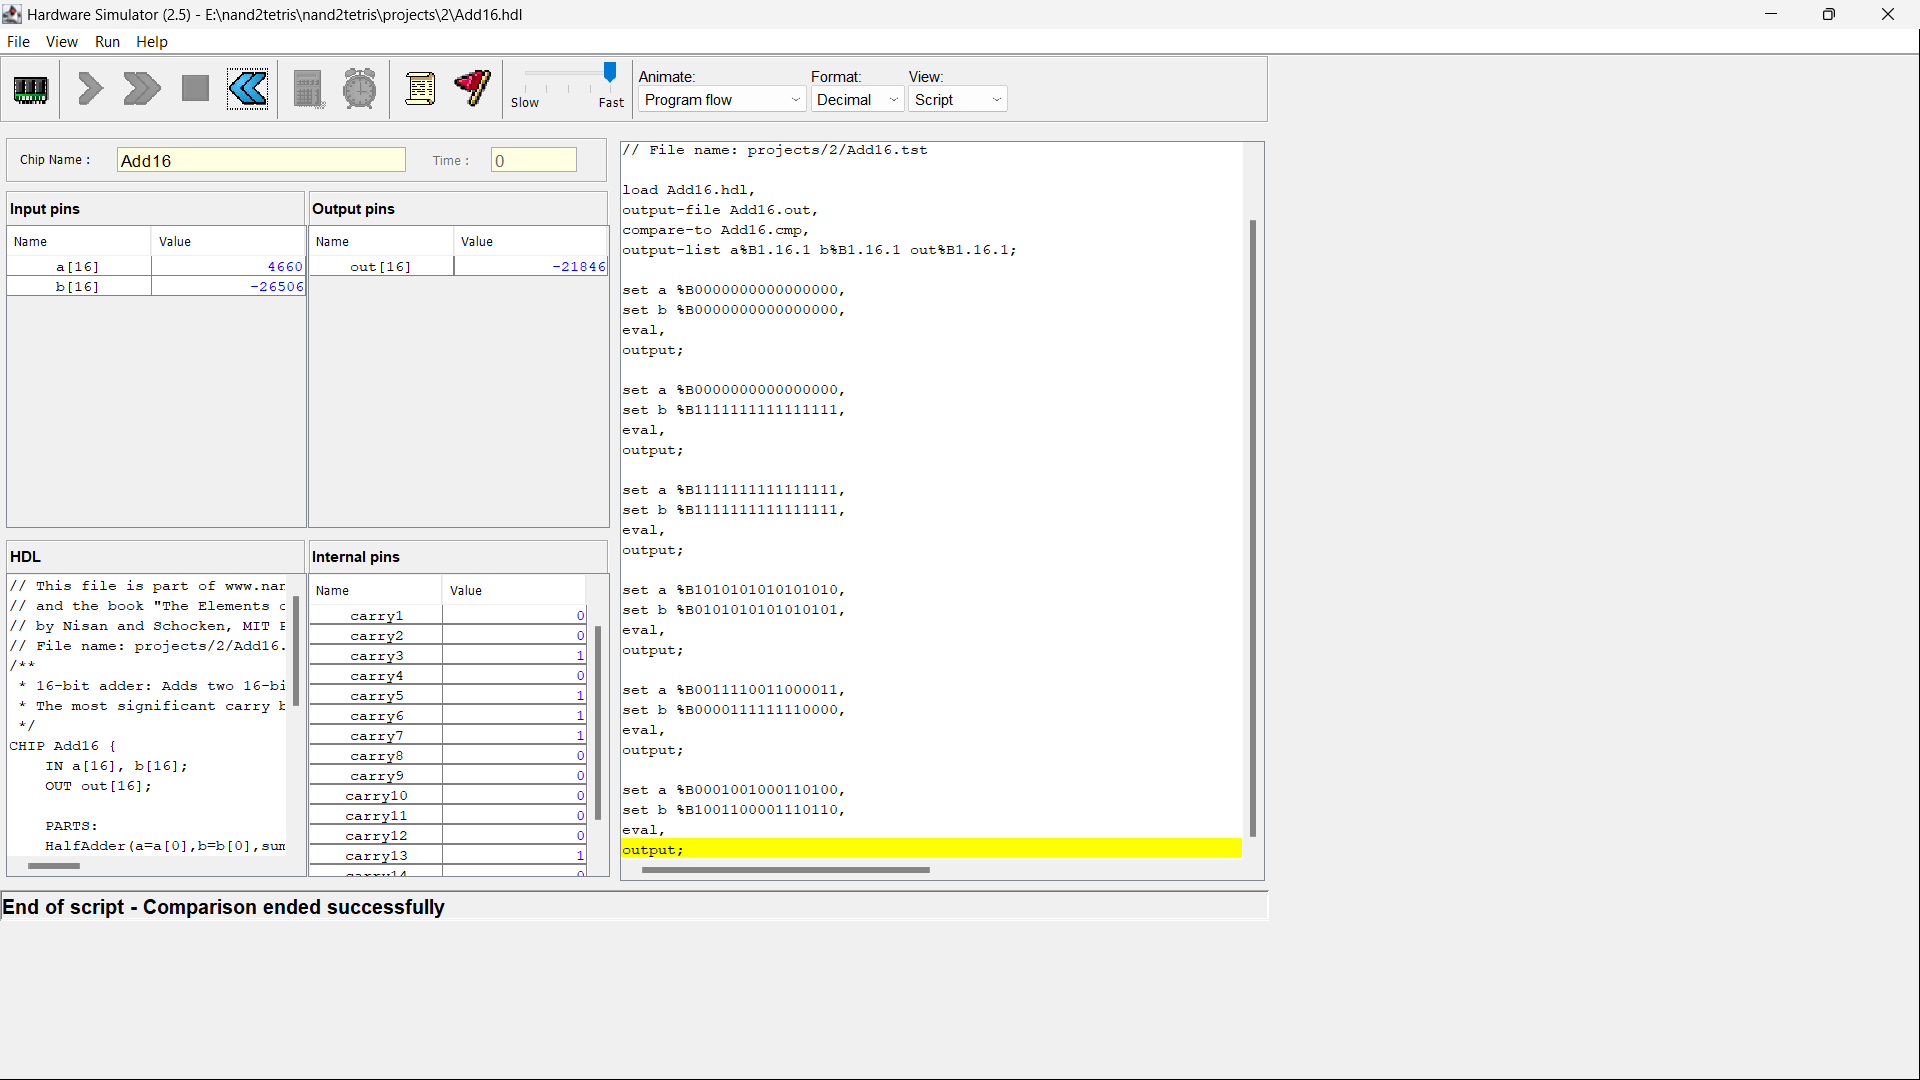 Hardware Simulator (2.5) - E:\nand2tetris\nand2tetris\projects\2\Add16.hdl
File View Run Help
Slow Fast
Animate: Format: View:
Program flow Decimal Script
Chip Name : Add16 Time : 0
Input pins
Name Value
a[16] 4660
b[16] -26506
Output pins
Name Value
out[16] -21846
HDL
// This file is part of www.nan
// and the book "The Elements o
// by Nisan and Schocken, MIT P
// File name: projects/2/Add16.
/**
* 16-bit adder: Adds two 16-bi
* The most significant carry b
*/
CHIP Add16 {
IN a[16], b[16];
OUT out[16];
PARTS:
HalfAdder(a=a[0],b=b[0],sum
Internal pins
Name Value
carry1 0
carry2 0
carry3 1
carry4 0
carry5 1
carry6 1
carry7 1
carry8 0
carry9 0
carry10 0
carry11 0
carry12 0
carry13 1
carry14 0
// File name: projects/2/Add16.tst
load Add16.hdl,
output-file Add16.out,
compare-to Add16.cmp,
output-list a%B1.16.1 b%B1.16.1 out%B1.16.1;
set a %B0000000000000000,
set b %B0000000000000000,
eval,
output;
set a %B0000000000000000,
set b %B1111111111111111,
eval,
output;
set a %B1111111111111111,
set b %B1111111111111111,
eval,
output;
set a %B1010101010101010,
set b %B0101010101010101,
eval,
output;
set a %B0011110011000011,
set b %B0000111111110000,
eval,
output;
set a %B0001001000110100,
set b %B1001100001110110,
eval,
output;
End of script - Comparison ended successfully